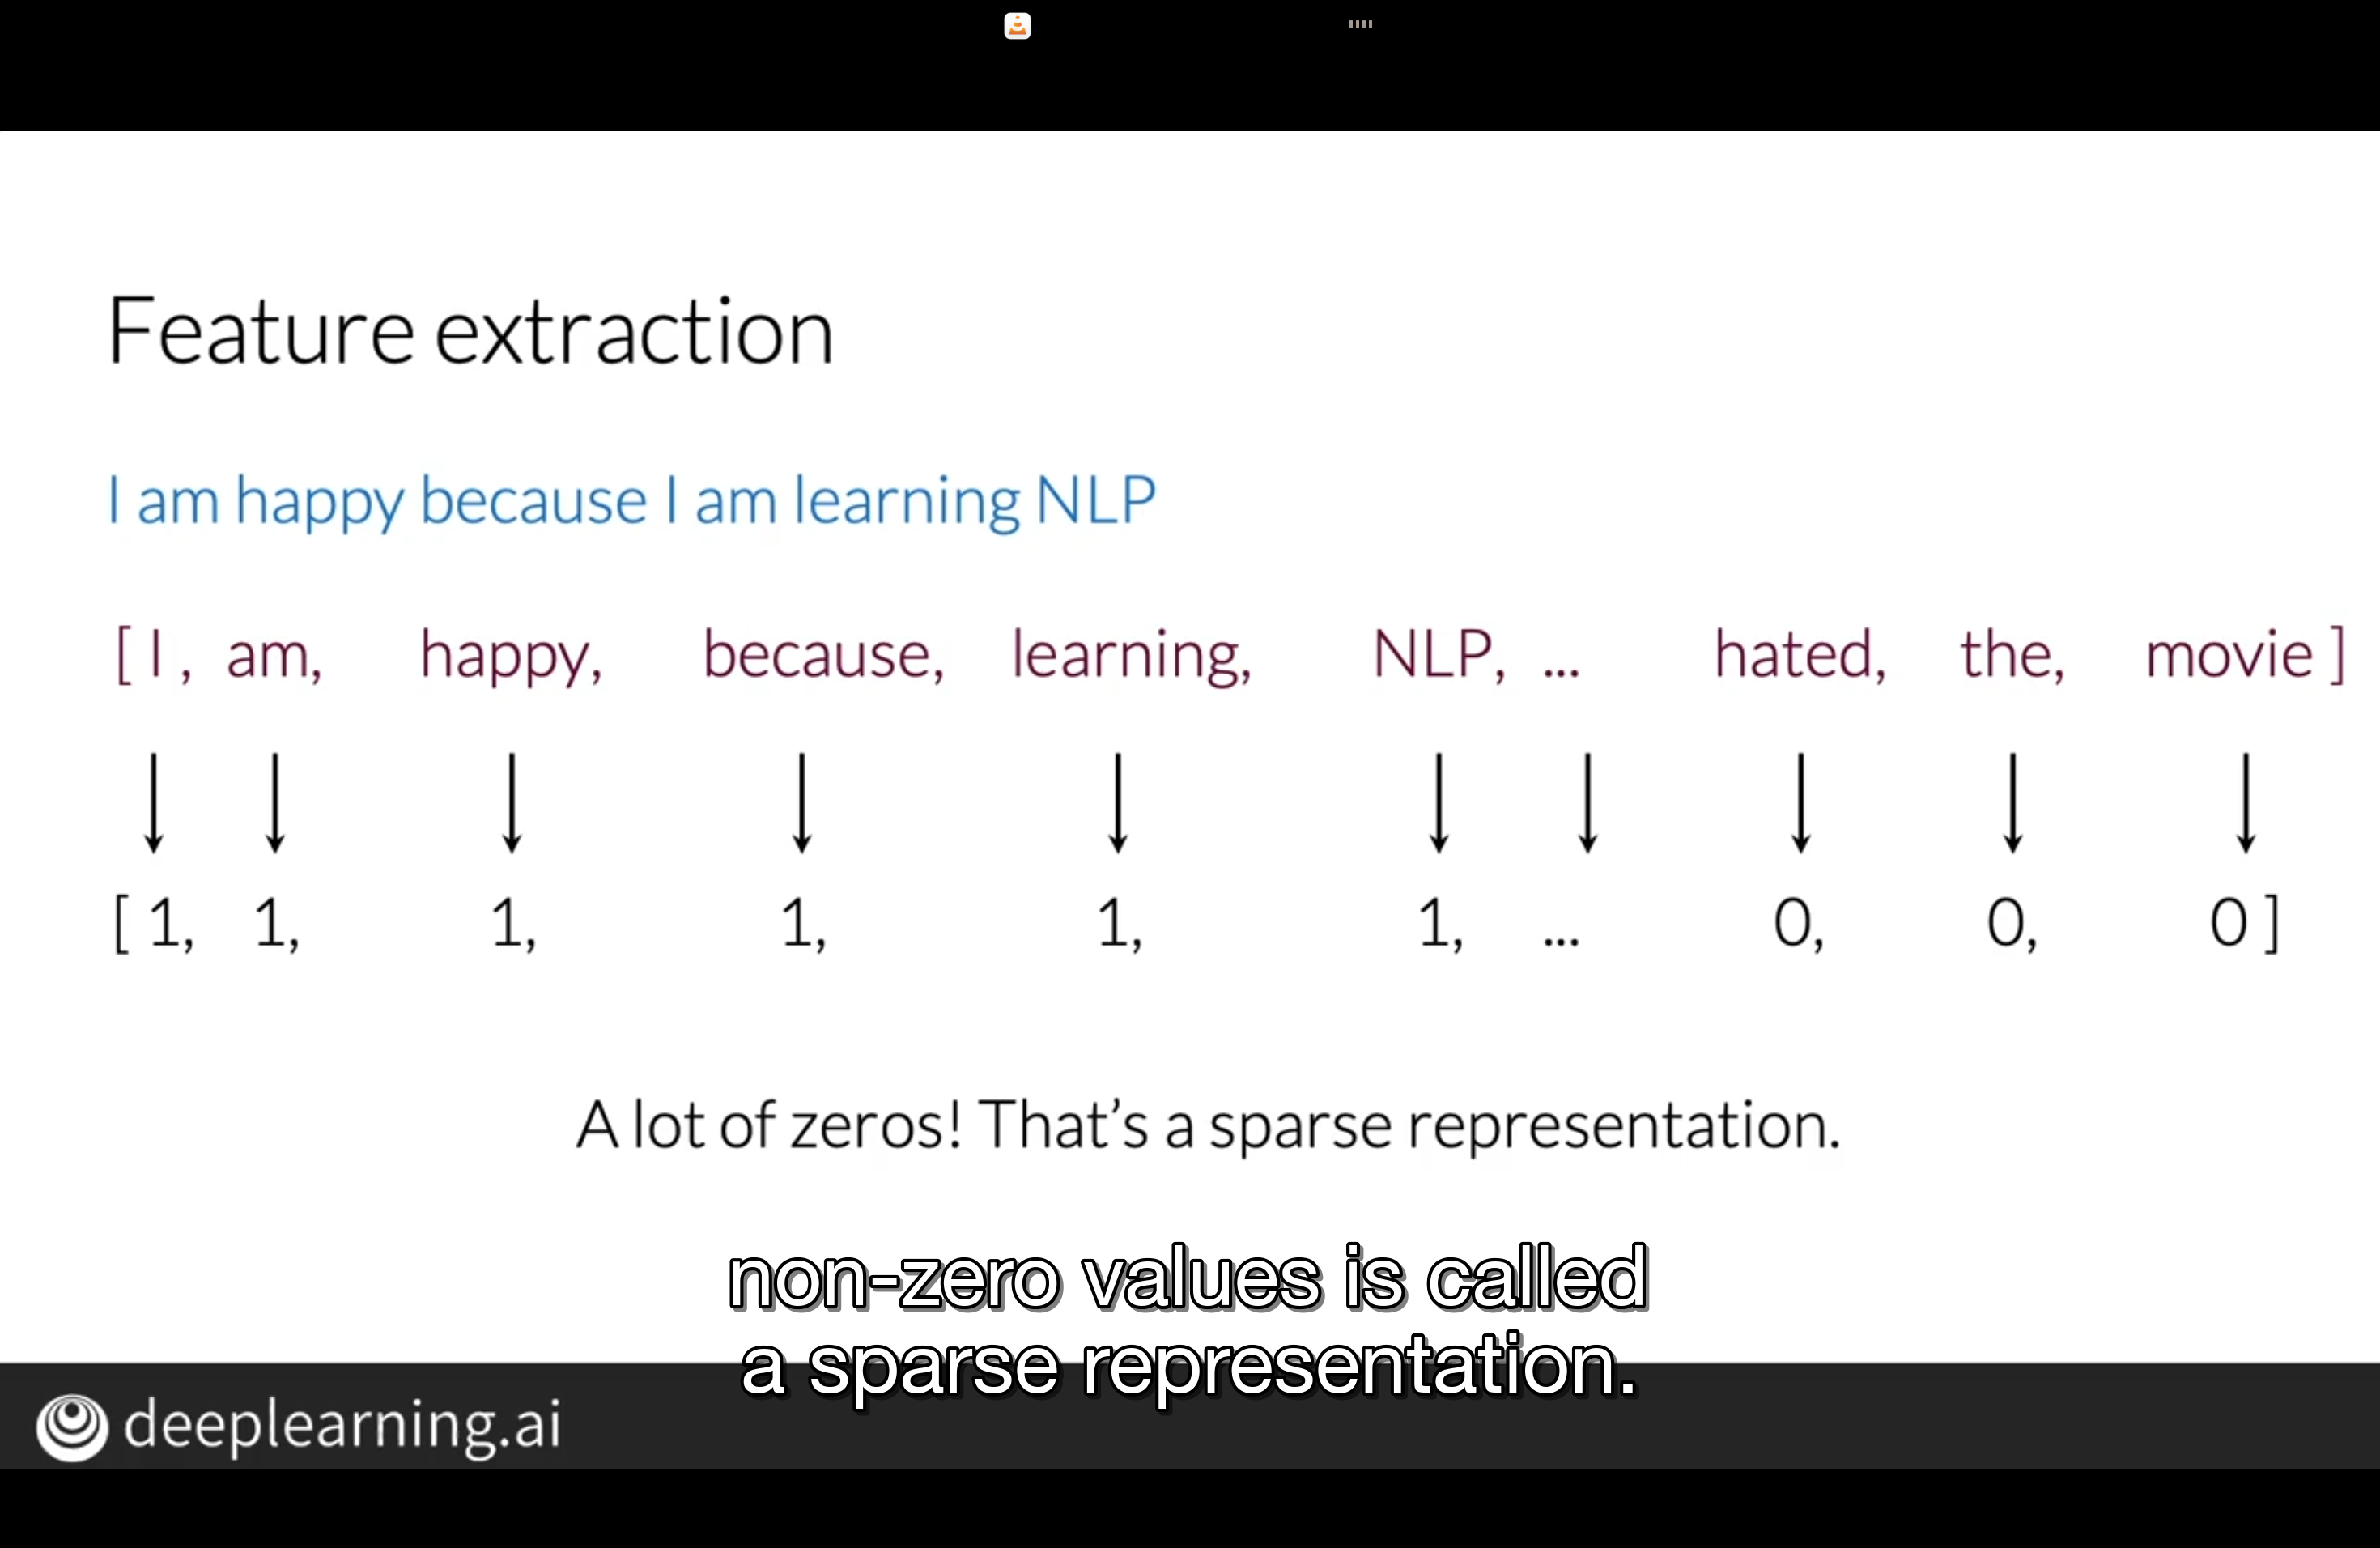 Feature extraction
I am happy because I am learning NLP
[ I , am, happy, because, learning, NLP, ... hated, the, movie ]
[ 1, 1, 1, 1, 1, 1, ... 0, 0, 0 ]
A lot of zeros! That's a sparse representation.
non-zero values is called
a sparse representation.
deeplearning.ai